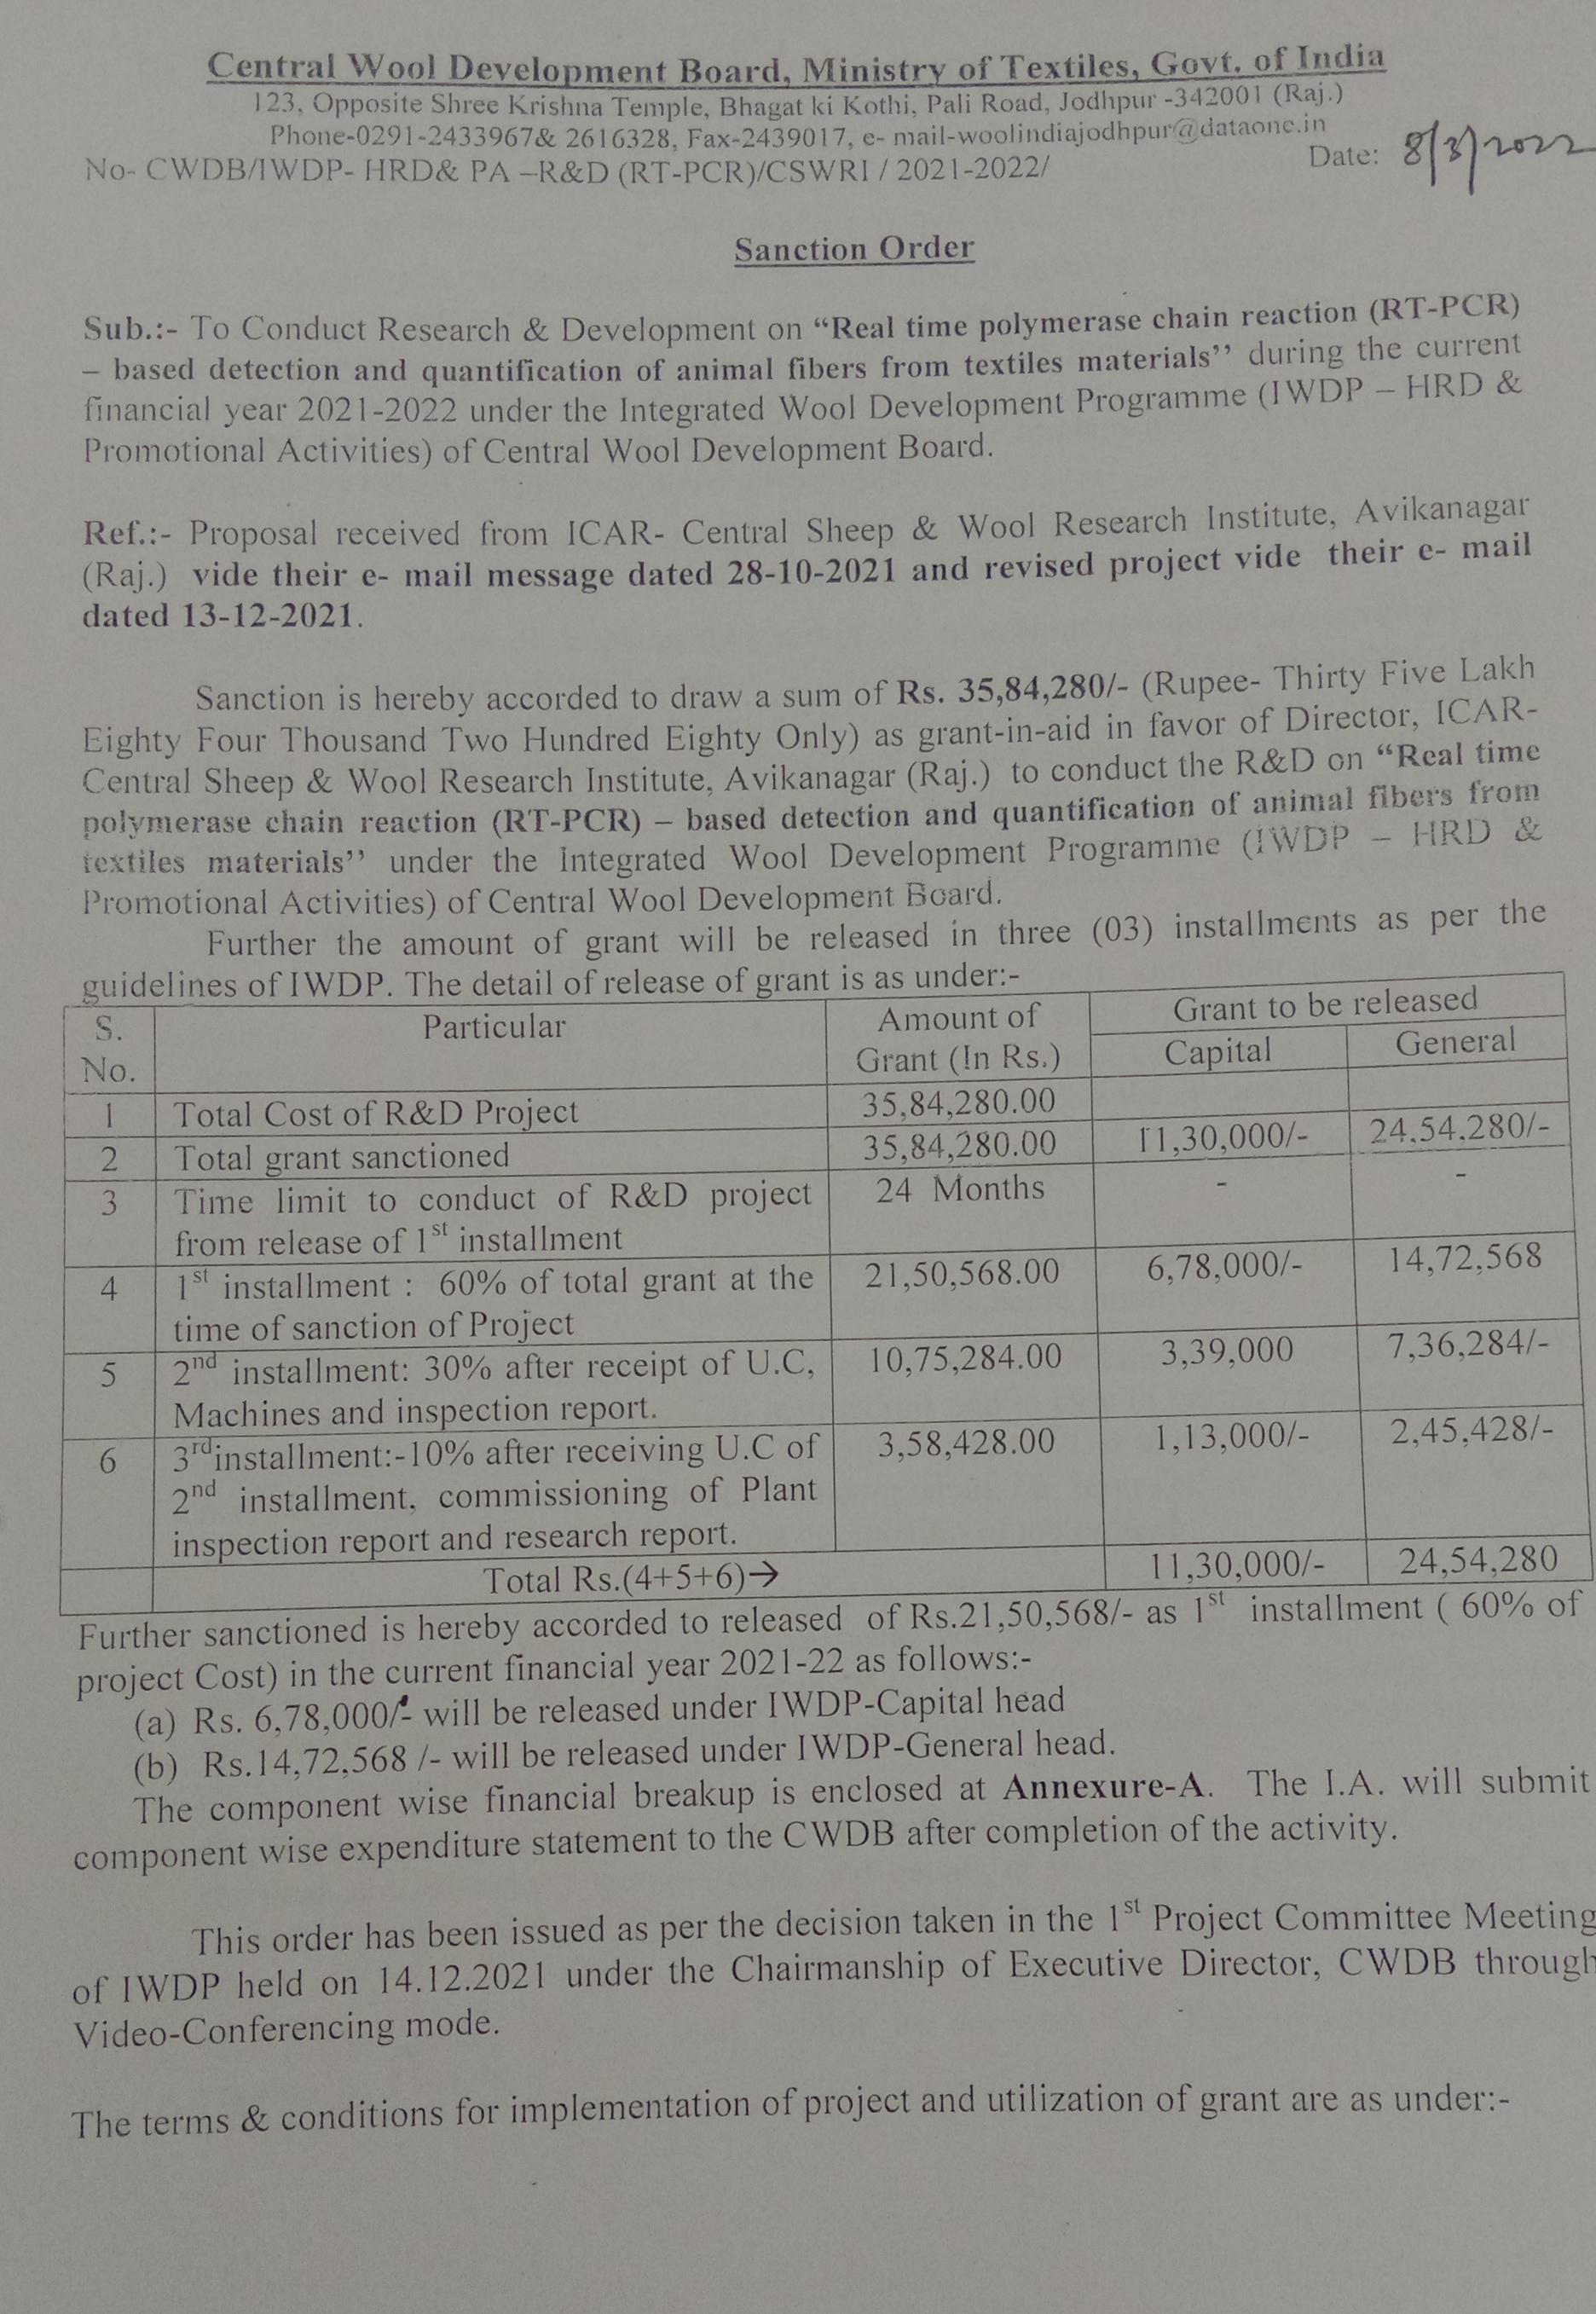 Central Wool Development Board, Ministry of Textiles, Govt. of India
123, Opposite Shree Krishna Temple, Bhagat ki Kothi, Pali Road, Jodhpur -342001 (Raj.)
Phone-0291-2433967& 2616328, Fax-2439017, e- mail-woolindiajodhpur@dataone.in
No- CWDB/IWDP- HRD& PA –R&D (RT-PCR)/CSWRI / 2021-2022/ Date: 8/3/2022
Sanction Order
Sub.:- To Conduct Research & Development on “Real time polymerase chain reaction (RT-PCR)
– based detection and quantification of animal fibers from textiles materials’’ during the current
financial year 2021-2022 under the Integrated Wool Development Programme (IWDP – HRD &
Promotional Activities) of Central Wool Development Board.
Ref.:- Proposal received from ICAR- Central Sheep & Wool Research Institute, Avikanagar
(Raj.) vide their e- mail message dated 28-10-2021 and revised project vide their e- mail
dated 13-12-2021.
Sanction is hereby accorded to draw a sum of Rs. 35,84,280/- (Rupee- Thirty Five Lakh
Eighty Four Thousand Two Hundred Eighty Only) as grant-in-aid in favor of Director, ICAR-
Central Sheep & Wool Research Institute, Avikanagar (Raj.) to conduct the R&D on “Real time
polymerase chain reaction (RT-PCR) – based detection and quantification of animal fibers from
textiles materials’’ under the Integrated Wool Development Programme (IWDP – HRD &
Promotional Activities) of Central Wool Development Board.
Further the amount of grant will be released in three (03) installments as per the
guidelines of IWDP. The detail of release of grant is as under:-
S. No. Particular Amount of Grant (In Rs.) Grant to be released
Capital General
1 Total Cost of R&D Project 35,84,280.00
2 Total grant sanctioned 35,84,280.00 11,30,000/- 24,54,280/-
3 Time limit to conduct of R&D project 24 Months - -
from release of 1st installment
4 1st installment : 60% of total grant at the 21,50,568.00 6,78,000/- 14,72,568
time of sanction of Project
5 2nd installment: 30% after receipt of U.C, 10,75,284.00 3,39,000 7,36,284/-
Machines and inspection report.
6 3rdinstallment:-10% after receiving U.C of 3,58,428.00 1,13,000/- 2,45,428/-
2nd installment, commissioning of Plant
inspection report and research report.
Total Rs.(4+5+6)→ 11,30,000/- 24,54,280
Further sanctioned is hereby accorded to released of Rs.21,50,568/- as 1st installment ( 60% of
project Cost) in the current financial year 2021-22 as follows:-
(a) Rs. 6,78,000/- will be released under IWDP-Capital head
(b) Rs.14,72,568 /- will be released under IWDP-General head.
The component wise financial breakup is enclosed at Annexure-A. The I.A. will submit
component wise expenditure statement to the CWDB after completion of the activity.
This order has been issued as per the decision taken in the 1st Project Committee Meeting
of IWDP held on 14.12.2021 under the Chairmanship of Executive Director, CWDB through
Video-Conferencing mode.
The terms & conditions for implementation of project and utilization of grant are as under:-